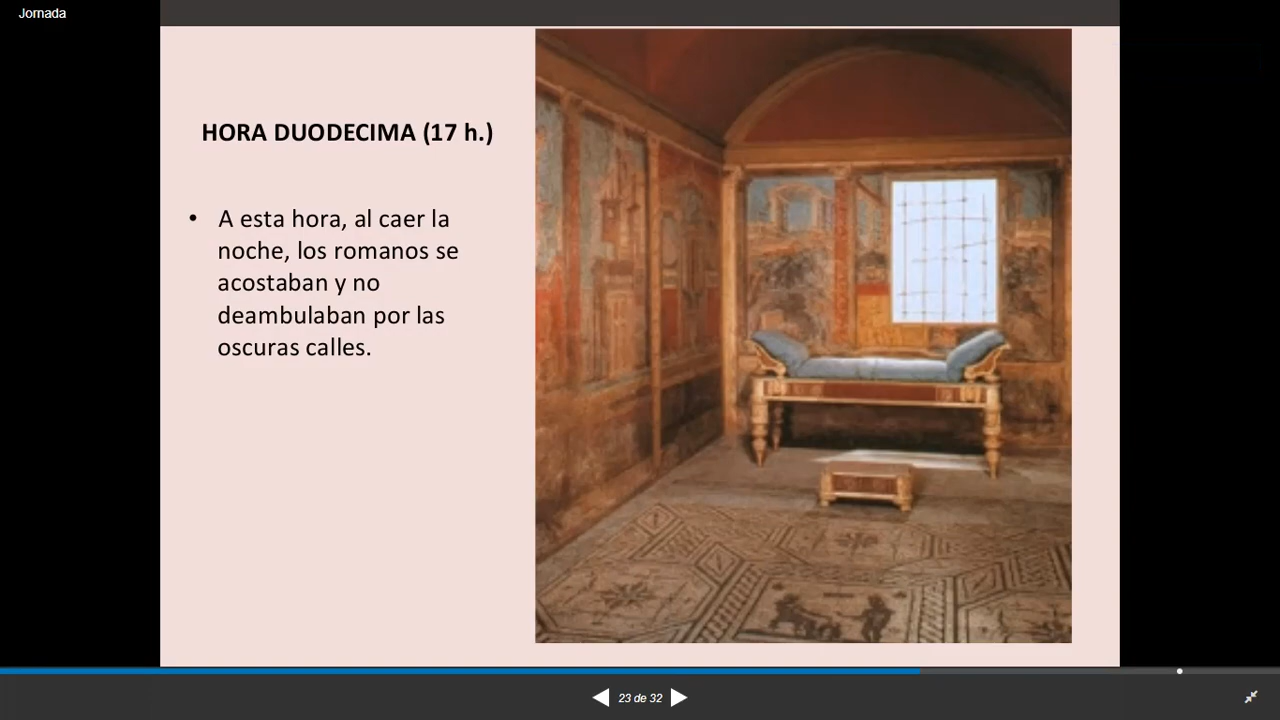 Jornada
HORA DUODECIMA (17 h.)
• A esta hora, al caer la
noche, los romanos se
acostaban y no
deambulaban por las
oscuras calles.
23 de 32